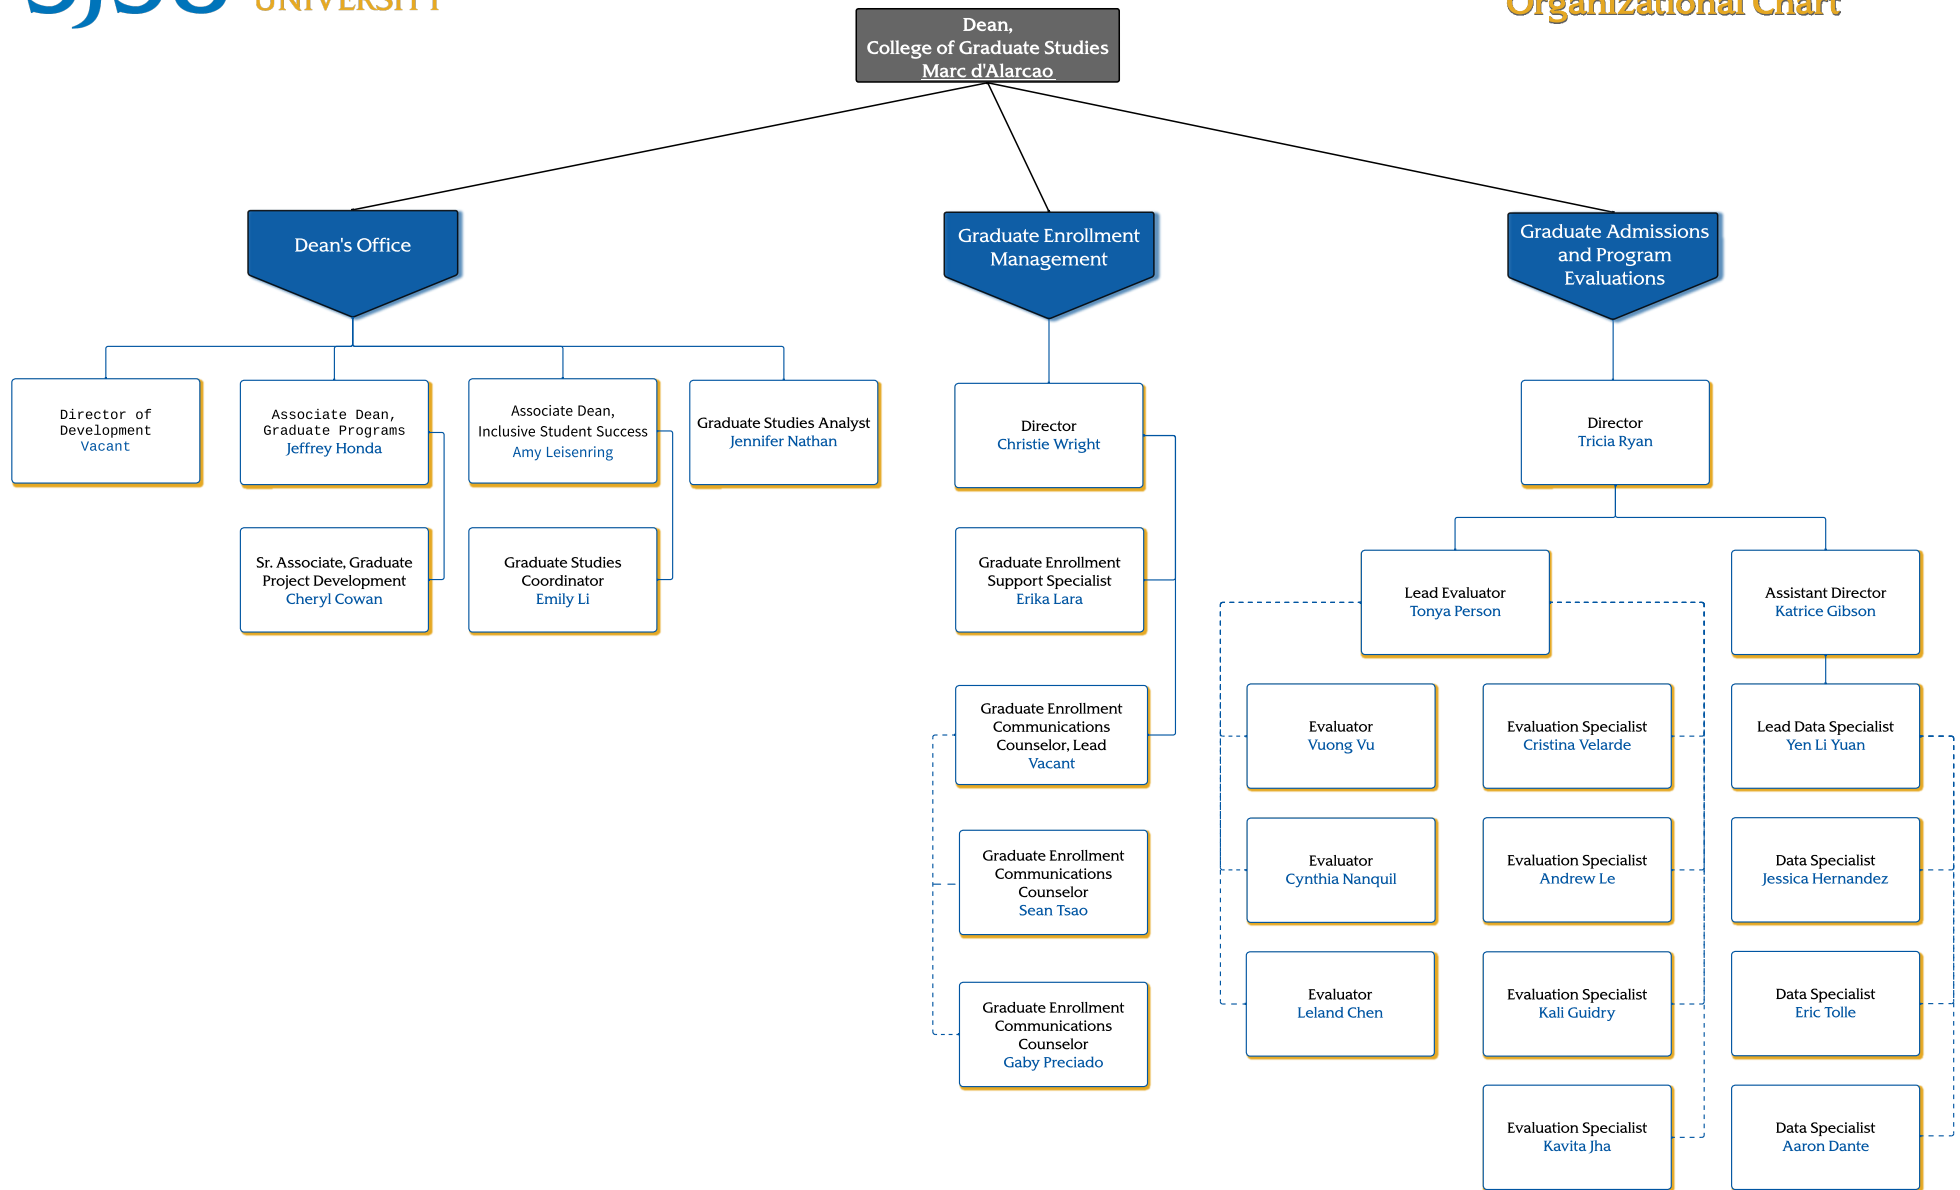 SJSU UNIVERSITY
Organizational Chart
Dean,
College of Graduate Studies
Marc d'Alarcao
Dean's Office
Graduate Enrollment
Management
Graduate Admissions
and Program
Evaluations
Director of
Development
Vacant
Associate Dean,
Graduate Programs
Jeffrey Honda
Associate Dean,
Inclusive Student Success
Amy Leisenring
Graduate Studies Analyst
Jennifer Nathan
Director
Christie Wright
Director
Tricia Ryan
Sr. Associate, Graduate
Project Development
Cheryl Cowan
Graduate Studies
Coordinator
Emily Li
Graduate Enrollment
Support Specialist
Erika Lara
Lead Evaluator
Tonya Person
Assistant Director
Katrice Gibson
Graduate Enrollment
Communications
Counselor, Lead
Vacant
Evaluator
Vuong Vu
Evaluation Specialist
Cristina Velarde
Lead Data Specialist
Yen Li Yuan
Graduate Enrollment
Communications
Counselor
Sean Tsao
Evaluator
Cynthia Nanquil
Evaluation Specialist
Andrew Le
Data Specialist
Jessica Hernandez
Graduate Enrollment
Communications
Counselor
Gaby Preciado
Evaluator
Leland Chen
Evaluation Specialist
Kali Guidry
Data Specialist
Eric Tolle
Evaluation Specialist
Kavita Jha
Data Specialist
Aaron Dante